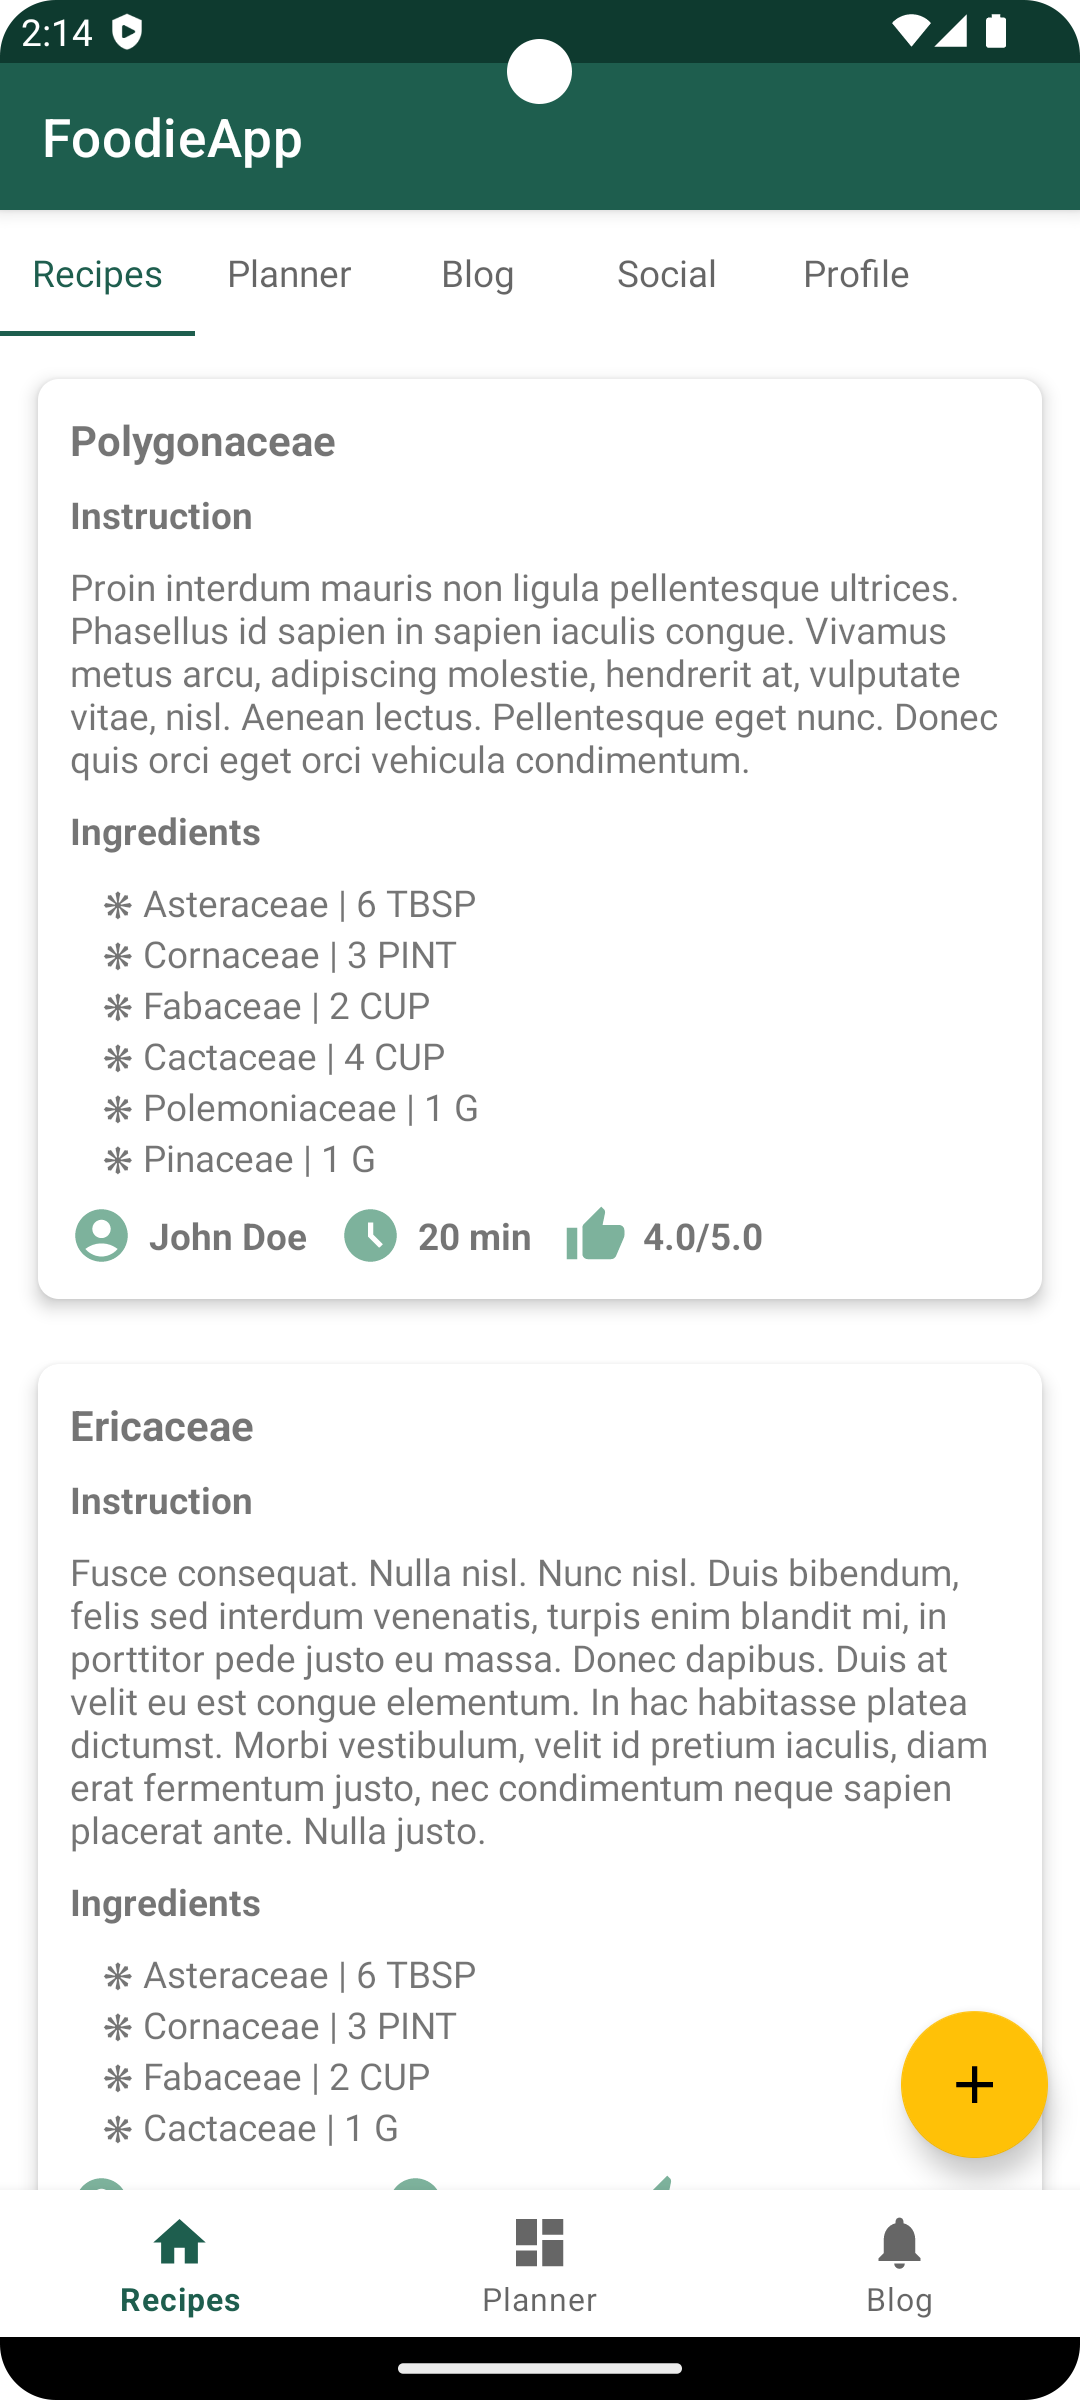 2:14
FoodieApp
Recipes Planner Blog Social Profile
Polygonaceae
Instruction
Proin interdum mauris non ligula pellentesque ultrices.
Phasellus id sapien in sapien iaculis congue. Vivamus
metus arcu, adipiscing molestie, hendrerit at, vulputate
vitae, nisl. Aenean lectus. Pellentesque eget nunc. Donec
quis orci eget orci vehicula condimentum.
Ingredients
❋ Asteraceae | 6 TBSP
❋ Cornaceae | 3 PINT
❋ Fabaceae | 2 CUP
❋ Cactaceae | 4 CUP
❋ Polemoniaceae | 1 G
❋ Pinaceae | 1 G
John Doe 20 min 4.0/5.0
Ericaceae
Instruction
Fusce consequat. Nulla nisl. Nunc nisl. Duis bibendum,
felis sed interdum venenatis, turpis enim blandit mi, in
porttitor pede justo eu massa. Donec dapibus. Duis at
velit eu est congue elementum. In hac habitasse platea
dictumst. Morbi vestibulum, velit id pretium iaculis, diam
erat fermentum justo, nec condimentum neque sapien
placerat ante. Nulla justo.
Ingredients
❋ Asteraceae | 6 TBSP
❋ Cornaceae | 3 PINT
❋ Fabaceae | 2 CUP
❋ Cactaceae | 1 G
Recipes Planner Blog